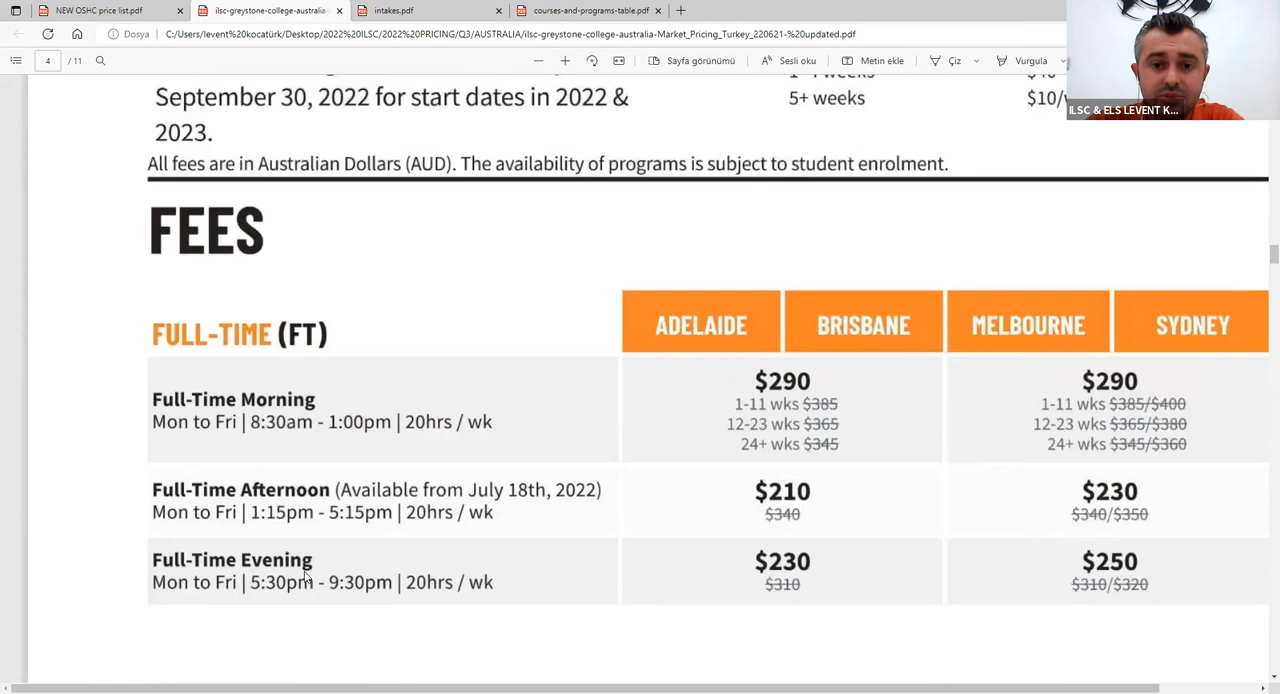 NEW OSHC price list.pdf
ilsc-greystone-college-australia-
intakes.pdf
courses-and-programs-table.pdf
Dosya
C:/Users/levent%20kocatürk/Desktop/2022%20ILSC/2022%20PRICING/Q3/AUSTRALIA/ilsc-greystone-college-australia-Market_Pricing_Turkey_220621-%20updated.pdf
4 / 11
Sayfa görünümü
Sesli oku
Metin ekle
Çiz
Vurgula
ILSC & ELS LEVENT K...
September 30, 2022 for start dates in 2022 &
2023.
5+ weeks $10/
All fees are in Australian Dollars (AUD). The availability of programs is subject to student enrolment.
FEES
FULL-TIME (FT)
ADELAIDE BRISBANE MELBOURNE SYDNEY
Full-Time Morning
Mon to Fri | 8:30am - 1:00pm | 20hrs / wk
$290
1-11 wks $385
12-23 wks $365
24+ wks $345
$290
1-11 wks $385/$400
12-23 wks $365/$380
24+ wks $345/$360
Full-Time Afternoon (Available from July 18th, 2022)
Mon to Fri | 1:15pm - 5:15pm | 20hrs / wk
$210
$340
$230
$340/$350
Full-Time Evening
Mon to Fri | 5:30pm - 9:30pm | 20hrs / wk
$230
$310
$250
$310/$320